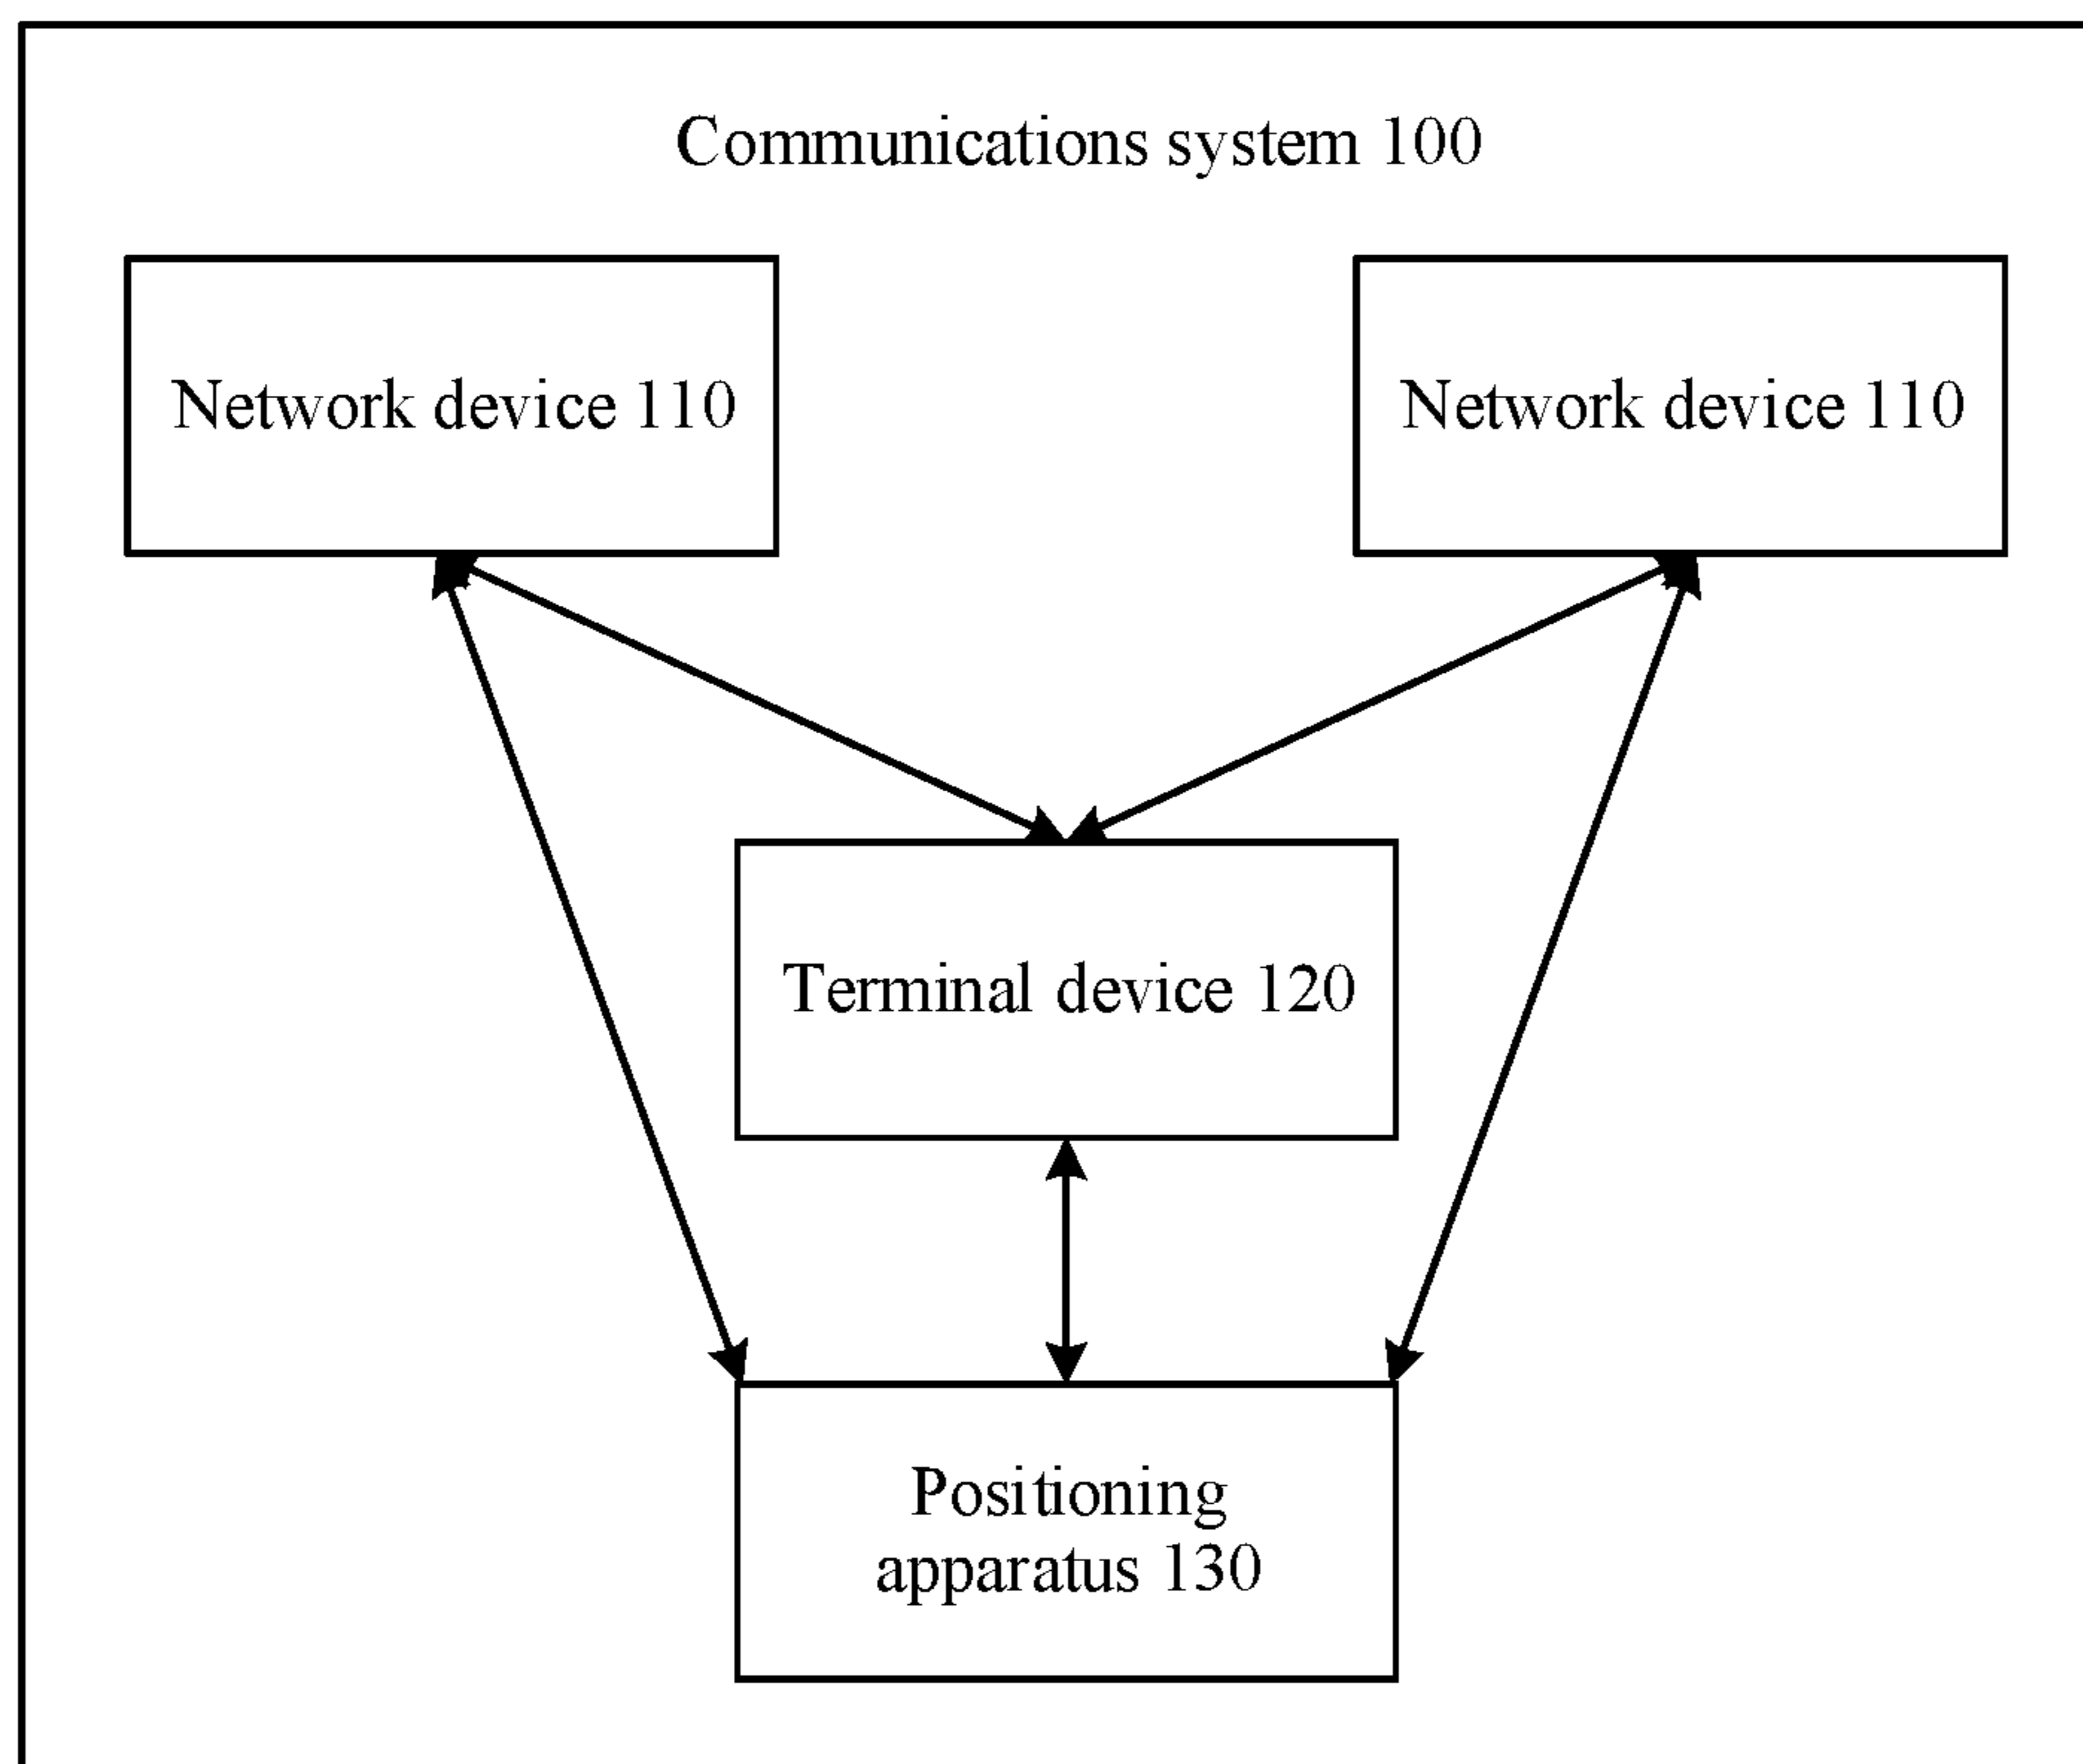 Communications system 100
Network device 110
Network device 110
Terminal device 120
Positioning
apparatus 130